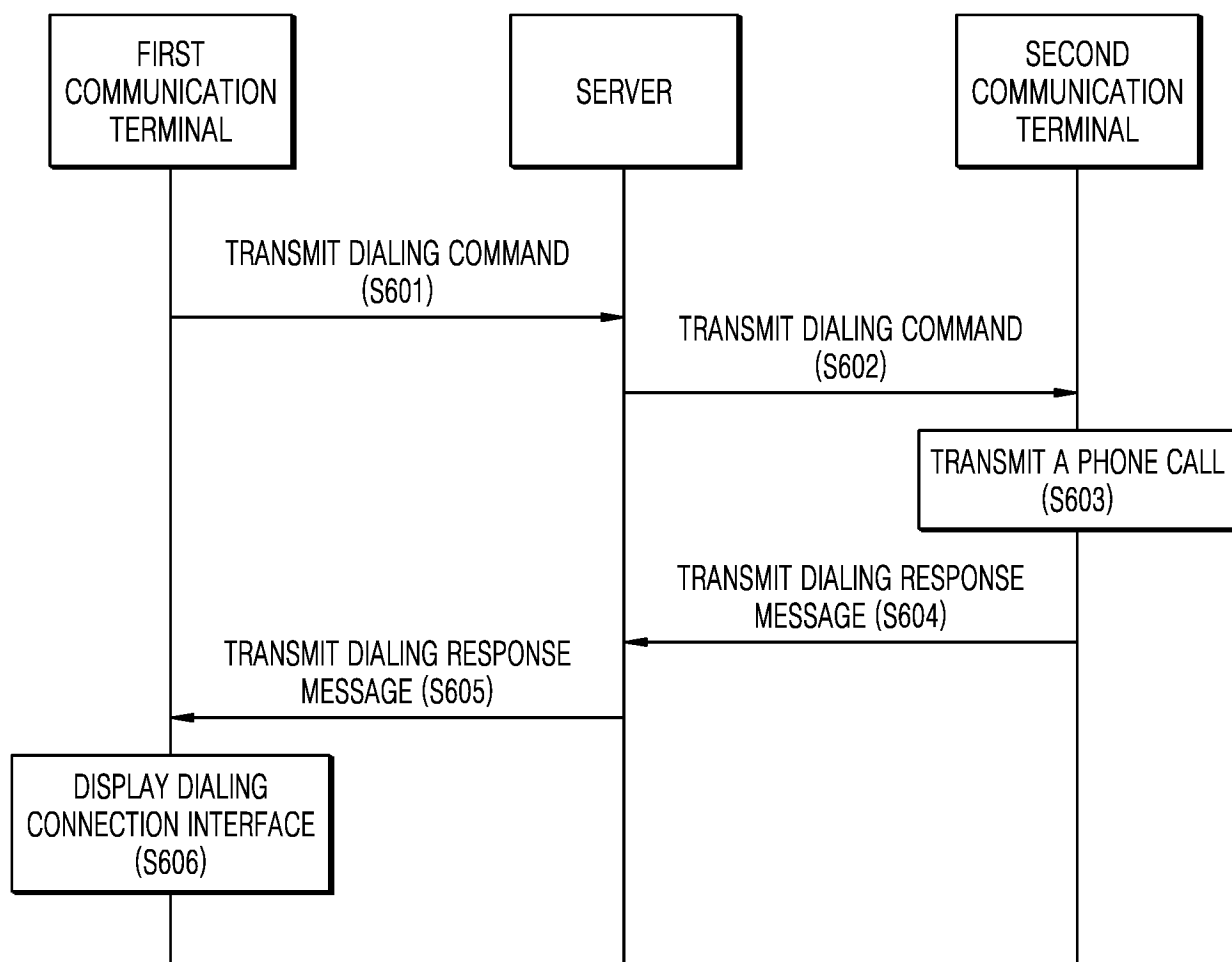 FIRST
COMMUNICATION
TERMINAL
SERVER
SECOND
COMMUNICATION
TERMINAL
TRANSMIT DIALING COMMAND
(S601)
TRANSMIT DIALING COMMAND
(S602)
TRANSMIT A PHONE CALL
(S603)
TRANSMIT DIALING RESPONSE
MESSAGE (S604)
TRANSMIT DIALING RESPONSE
MESSAGE (S605)
DISPLAY DIALING
CONNECTION INTERFACE
(S606)